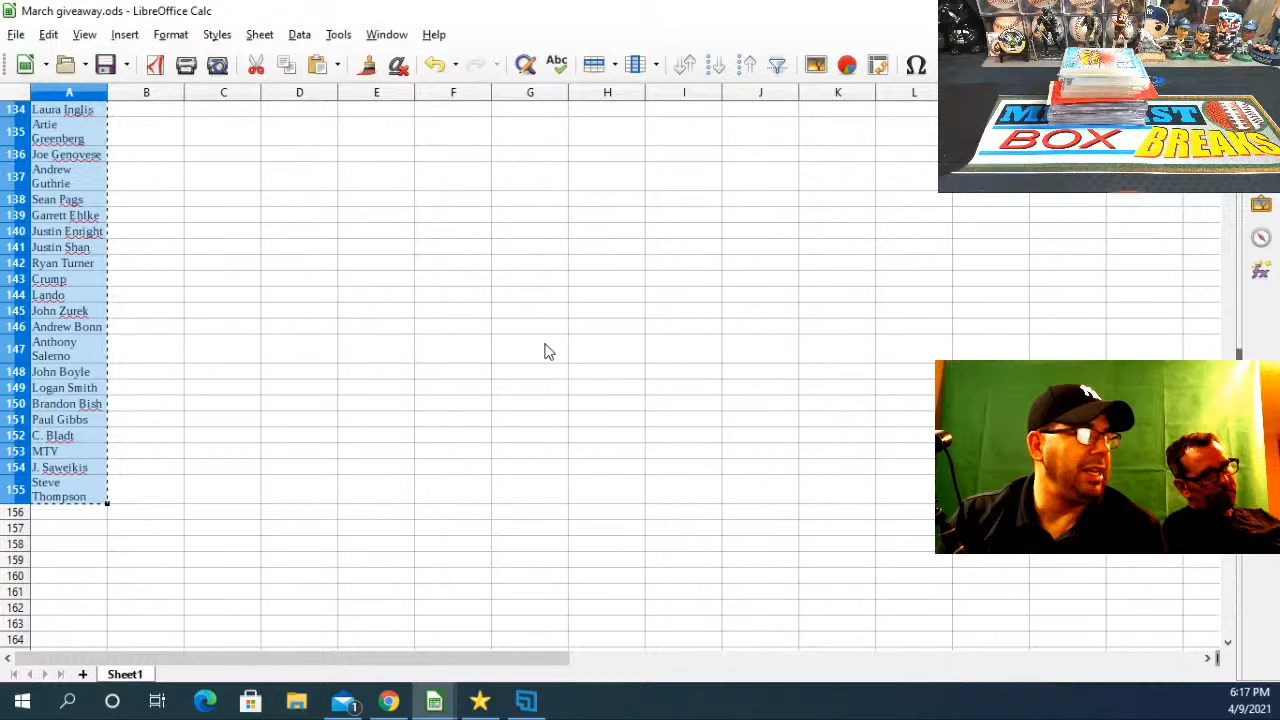 March giveaway.ods - LibreOffice Calc
File Edit View Insert Format Styles Sheet Data Tools Window Help
A B C D E F G H I J K L
134 Laura Inglis
135 Artie
Greenberg
136 Joe Genovese
137 Andrew
Guthrie
138 Sean Pags
139 Garrett Ehlke
140 Justin Enright
141 Justin Shan
142 Ryan Turner
143 Crump
144 Lando
145 John Zurek
146 Andrew Bonn
147 Anthony
Salerno
148 John Boyle
149 Logan Smith
150 Brandon Bish
151 Paul Gibbs
152 C. Bladt
153 MTV
154 J. Saweikis
155 Steve
Thompson
156
157
158
159
160
161
162
163
164
Sheet1
BOX BREAKS
1
6:17 PM
4/9/2021